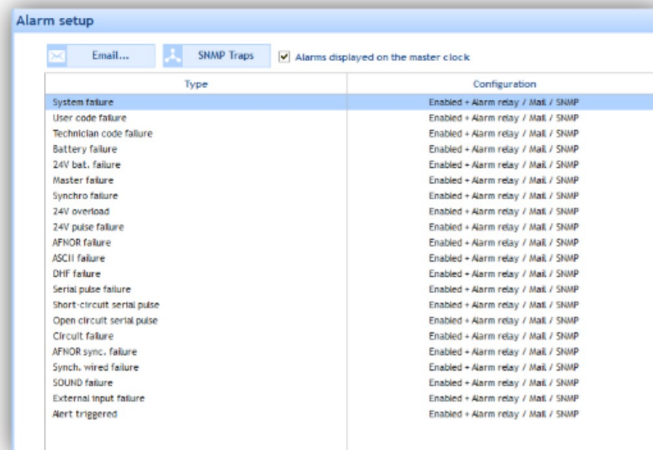 Alarm setup
Email... SNMP Traps Alarms displayed on the master clock
Type Configuration
System failure Enabled + Alarm relay / Mail / SNMP
User code failure Enabled + Alarm relay / Mail / SNMP
Technician code failure Enabled + Alarm relay / Mail / SNMP
Battery failure Enabled + Alarm relay / Mail / SNMP
24V bat. failure Enabled + Alarm relay / Mail / SNMP
Master failure Enabled + Alarm relay / Mail / SNMP
Synchro failure Enabled + Alarm relay / Mail / SNMP
24V overload Enabled + Alarm relay / Mail / SNMP
24V pulse failure Enabled + Alarm relay / Mail / SNMP
AFNOR failure Enabled + Alarm relay / Mail / SNMP
ASCII failure Enabled + Alarm relay / Mail / SNMP
DHF failure Enabled + Alarm relay / Mail / SNMP
Serial pulse failure Enabled + Alarm relay / Mail / SNMP
Short-circuit serial pulse Enabled + Alarm relay / Mail / SNMP
Open circuit serial pulse Enabled + Alarm relay / Mail / SNMP
Circuit failure Enabled + Alarm relay / Mail / SNMP
AFNOR sync. failure Enabled + Alarm relay / Mail / SNMP
Synch. wired failure Enabled + Alarm relay / Mail / SNMP
SOUND failure Enabled + Alarm relay / Mail / SNMP
External input failure Enabled + Alarm relay / Mail / SNMP
Alert triggered Enabled + Alarm relay / Mail / SNMP